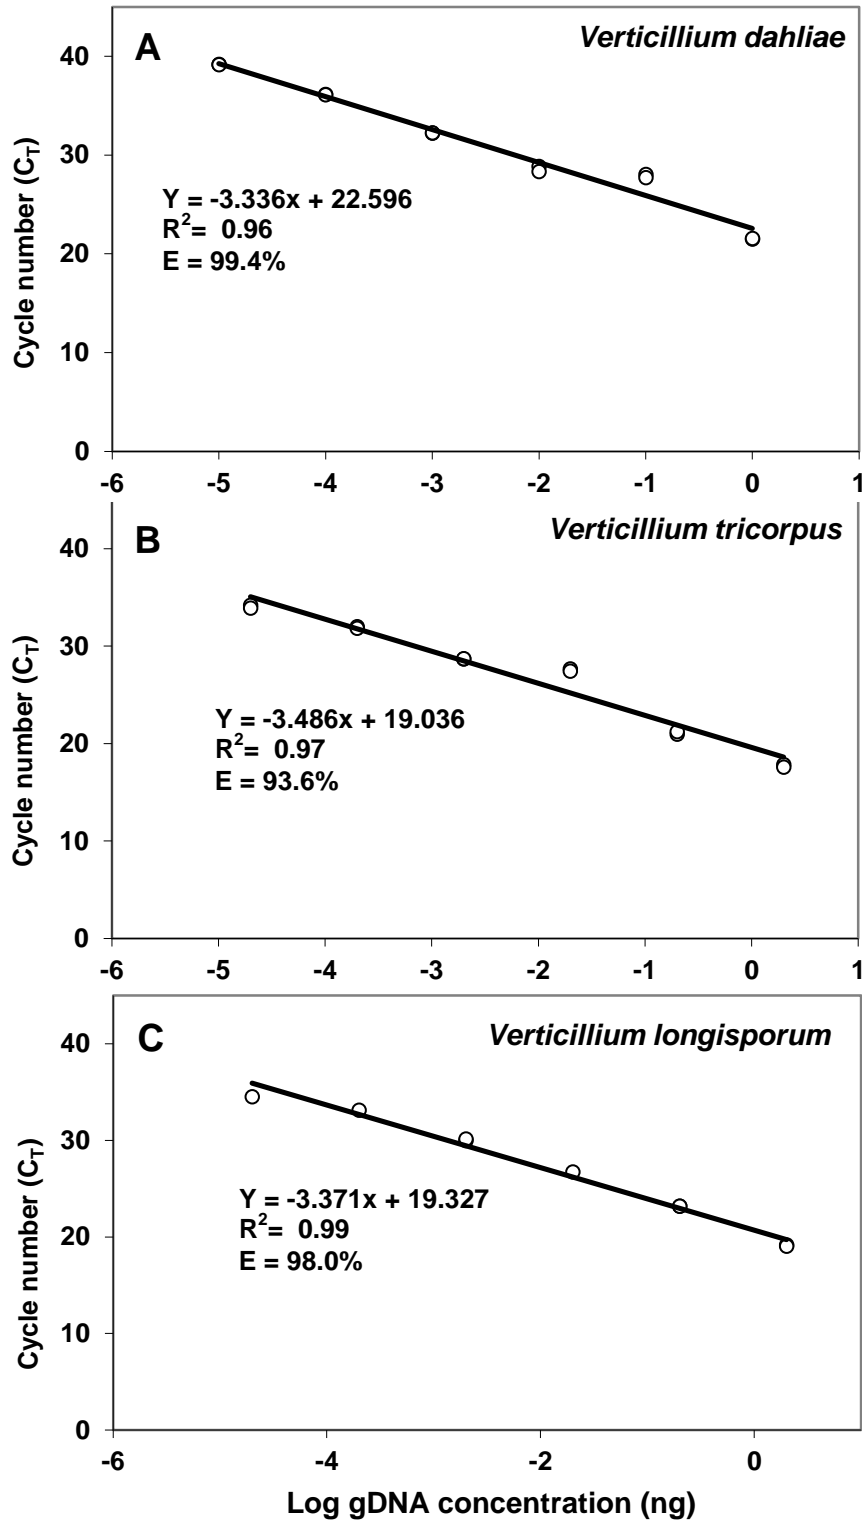 A
Verticillium dahliae
40
30
20
10
0
Cycle number (CT)
Y = -3.336x + 22.596
R2= 0.96
E = 99.4%
-6 -5 -4 -3 -2 -1 0 1
B
Verticillium tricorpus
40
30
20
10
0
Cycle number (CT)
Y = -3.486x + 19.036
R2= 0.97
E = 93.6%
-6 -5 -4 -3 -2 -1 0 1
C
Verticillium longisporum
40
30
20
10
0
Cycle number (CT)
Y = -3.371x + 19.327
R2= 0.99
E = 98.0%
-6 -4 -2 0
Log gDNA concentration (ng)